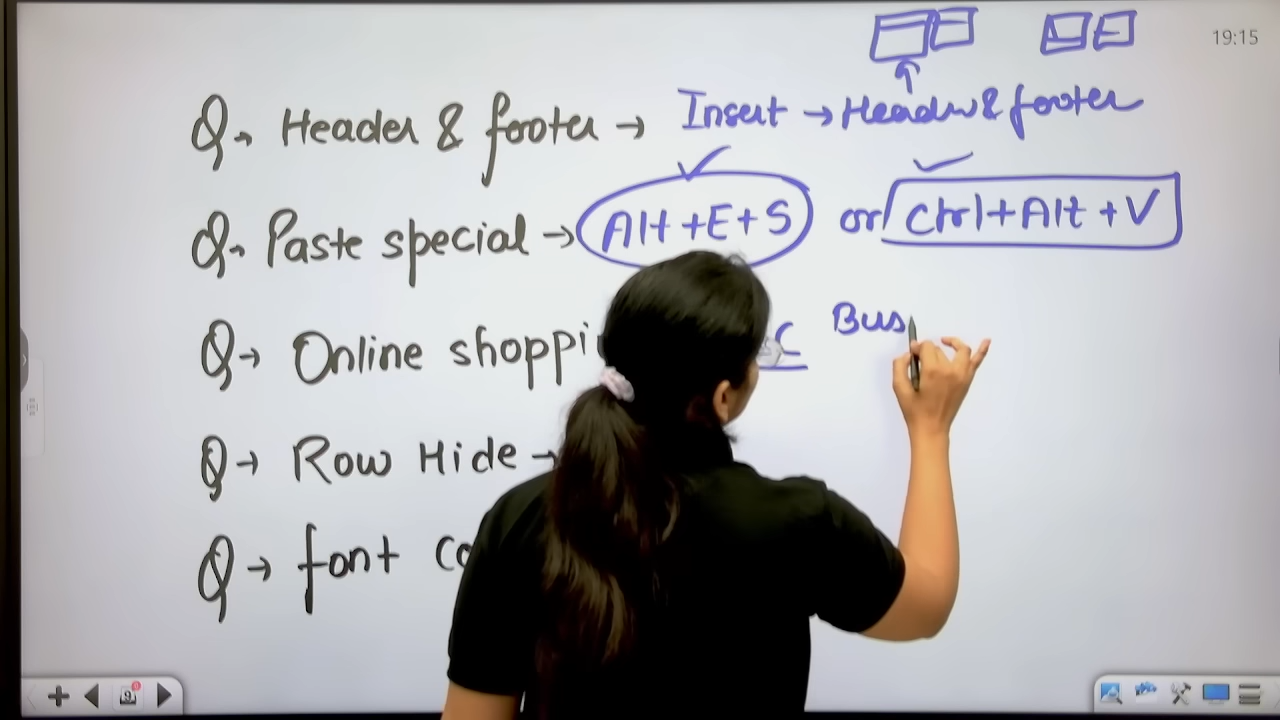 19:15
Q→ Header & footer → Insert → Header & footer
Q→ Paste special → Alt+E+S or Ctrl+Alt+V
Q→ Online shoppi C Bus
Q→ Row Hide →
Q→ font Co